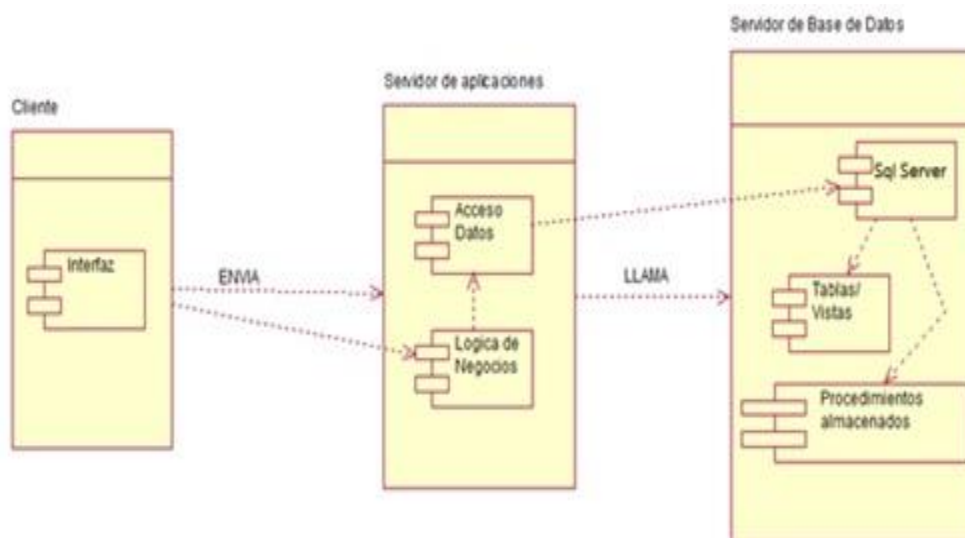 Cliente
Interfaz
ENVIA
Servidor de aplicaciones
Acceso
Datos
Logica de
Negocios
LLAMA
Servidor de Base de Datos
Sql Server
Tablas/
Vistas
Procedimientos
almacenados